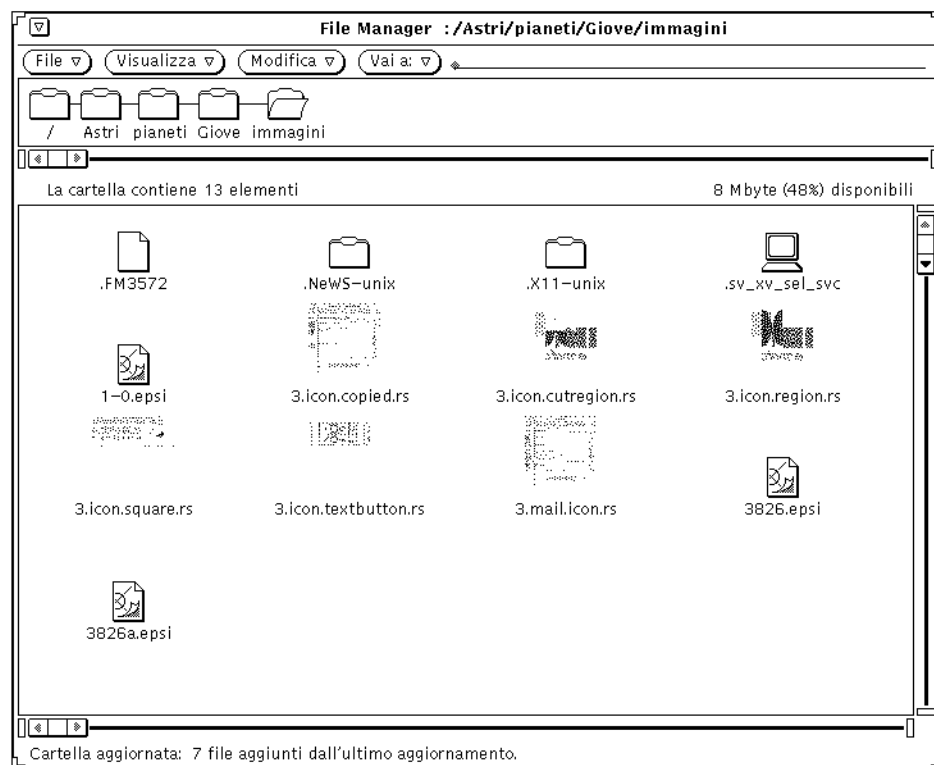 File Manager : /Astri/pianeti/Giove/immagini
File Visualizza Modifica Vai a:
/ Astri pianeti Giove immagini
La cartella contiene 13 elementi 8 Mbyte (48%) disponibili
.FM3572 .NeWS-unix .X11-unix .sv_xv_sel_svc
1-0.epsi 3.icon.copied.rs 3.icon.cutregion.rs 3.icon.region.rs
3.icon.square.rs 3.icon.textbutton.rs 3.mail.icon.rs 3826.epsi
3826a.epsi
Cartella aggiornata: 7 file aggiunti dall'ultimo aggiornamento.